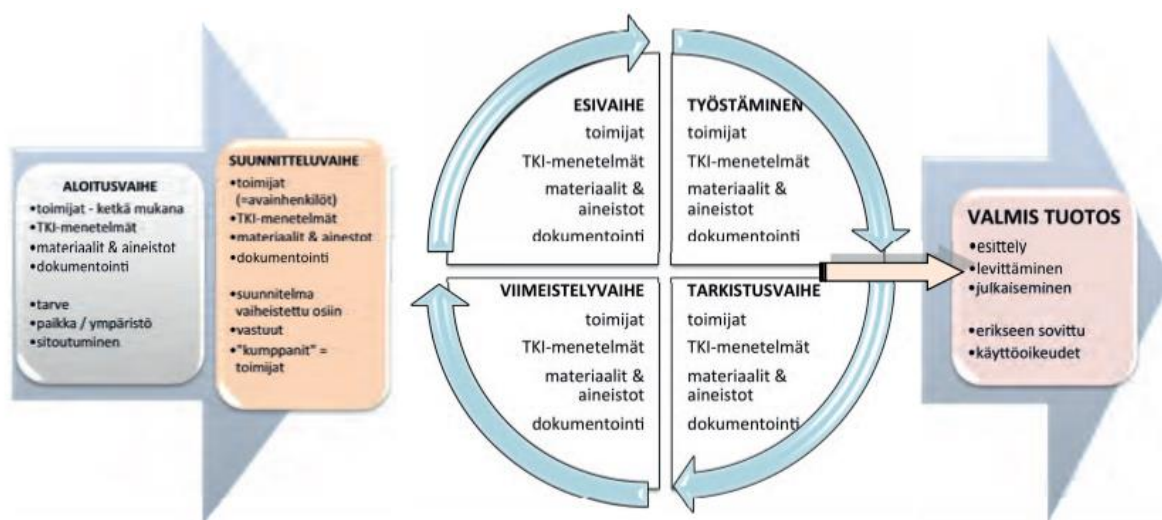 ALOITUSVAIHE
•toimijat - ketkä mukana
•TKI-menetelmät
•materiaalit & aineistot
•dokumentointi
•tarve
•paikka / ympäristö
•sitoutuminen
SUUNNITTELUVAIHE
•toimijat
(=avainhenkilöt)
•TKI-menetelmät
•materiaalit & ainestot
•dokumentointi
•suunnitelma
vaiheistettu osiin
•vastuut
•"kumppanit" =
toimijat
ESIVAIHE
toimijat
TKI-menetelmät
materiaalit &
aineistot
dokumentointi
TYÖSTÄMINEN
toimijat
TKI-menetelmät
materiaalit &
aineistot
dokumentointi
VIIMEISTELYVAIHE
toimijat
TKI-menetelmät
materiaalit &
aineistot
dokumentointi
TARKISTUSVAIHE
toimijat
TKI-menetelmät
materiaalit &
aineistot
dokumentointi
VALMIS TUOTOS
•esittely
•levittäminen
•julkaiseminen
•erikseen sovittu
•käyttöoikeudet